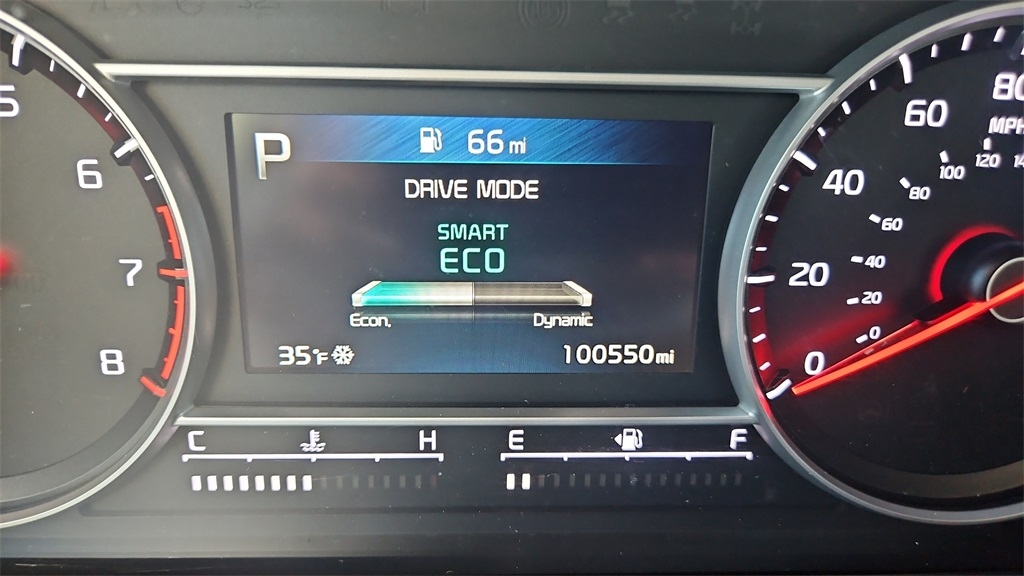 P
66 mi
DRIVE MODE
SMART
ECO
Econ.
Dynamic
35°F
100550 mi
C
H
E
F
5
6
7
8
0
20
40
60
80
MPH
0
20
40
60
80
100
120